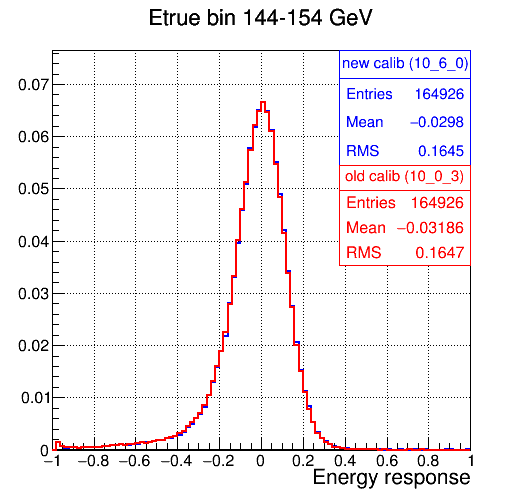 Etrue bin 144-154 GeV
new calib (10_6_0)
Entries 164926
Mean −0.0298
RMS 0.1645
old calib (10_0_3)
Entries 164926
Mean −0.03186
RMS 0.1647
0.07
0.06
0.05
0.04
0.03
0.02
0.01
0
−1 −0.8 −0.6 −0.4 −0.2 0 0.2 0.4 0.6 0.8 1
Energy response